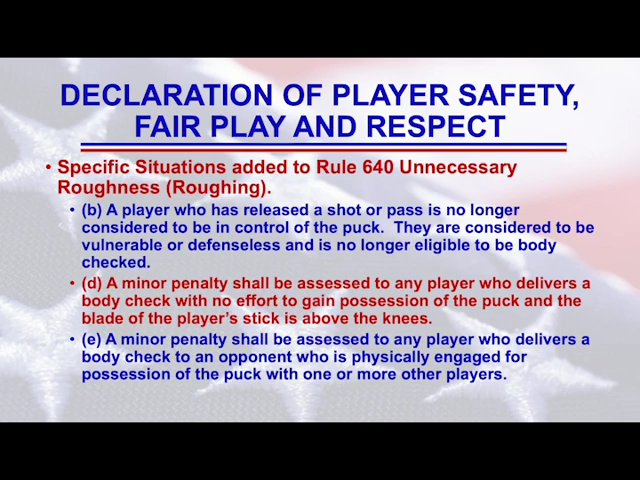 DECLARATION OF PLAYER SAFETY,
FAIR PLAY AND RESPECT
• Specific Situations added to Rule 640 Unnecessary
Roughness (Roughing).
• (b) A player who has released a shot or pass is no longer
considered to be in control of the puck.  They are considered to be
vulnerable or defenseless and is no longer eligible to be body
checked.
• (d) A minor penalty shall be assessed to any player who delivers a
body check with no effort to gain possession of the puck and the
blade of the player's stick is above the knees.
• (e) A minor penalty shall be assessed to any player who delivers a
body check to an opponent who is physically engaged for
possession of the puck with one or more other players.